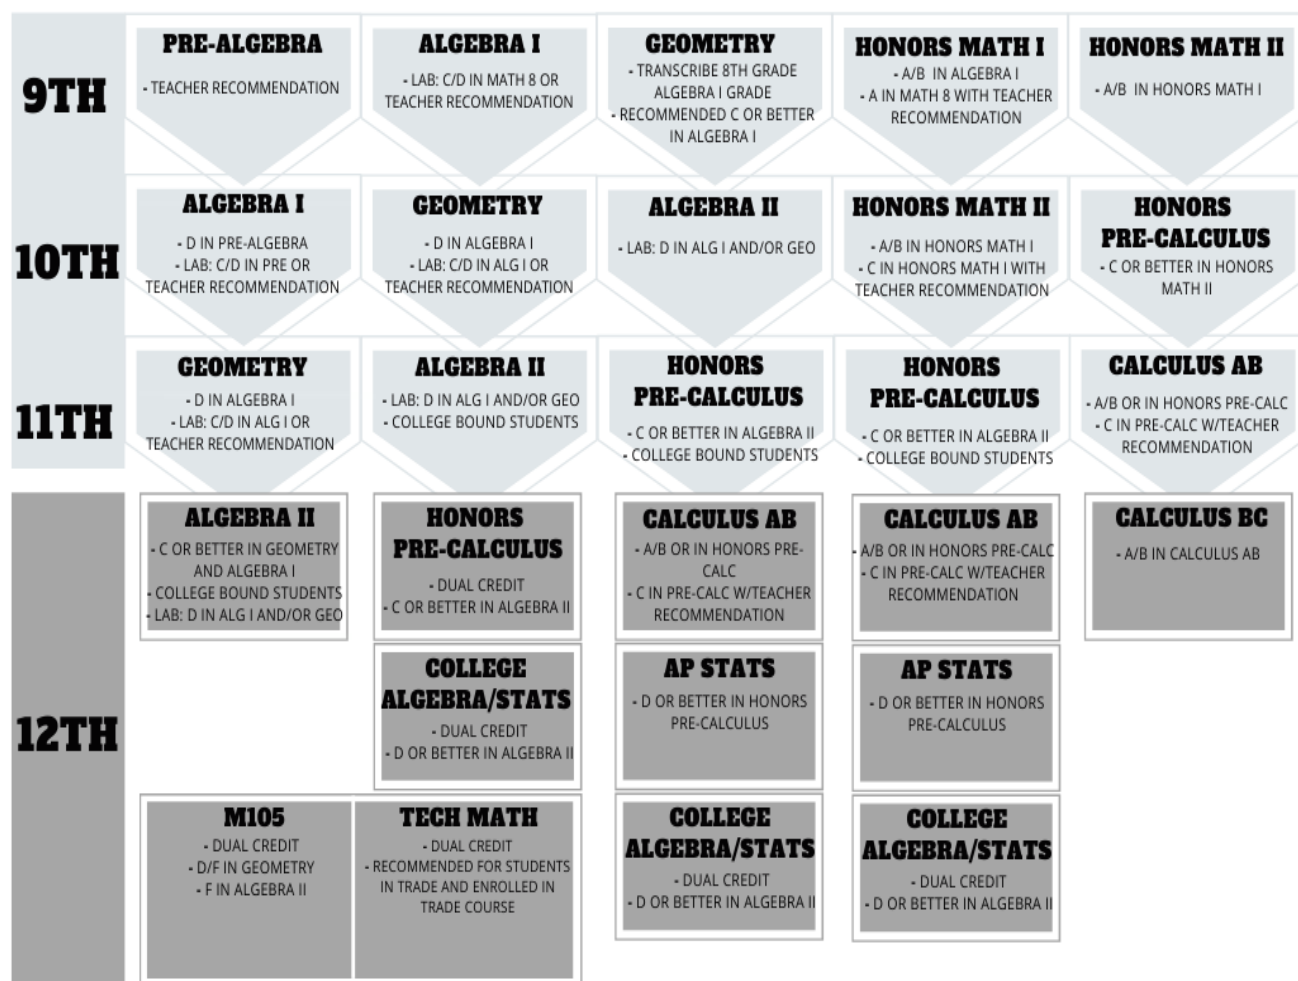 9TH
PRE-ALGEBRA
- TEACHER RECOMMENDATION
ALGEBRA I
- LAB: C/D IN MATH 8 OR
TEACHER RECOMMENDATION
GEOMETRY
- TRANSCRIBE 8TH GRADE
ALGEBRA I GRADE
- RECOMMENDED C OR BETTER
IN ALGEBRA I
HONORS MATH I
- A/B IN ALGEBRA I
- A IN MATH 8 WITH TEACHER
RECOMMENDATION
HONORS MATH II
- A/B IN HONORS MATH I
10TH
ALGEBRA I
- D IN PRE-ALGEBRA
- LAB: C/D IN PRE OR
TEACHER RECOMMENDATION
GEOMETRY
- D IN ALGEBRA I
- LAB: C/D IN ALG I OR
TEACHER RECOMMENDATION
ALGEBRA II
- LAB: D IN ALG I AND/OR GEO
HONORS MATH II
- A/B IN HONORS MATH I
- C IN HONORS MATH I WITH
TEACHER RECOMMENDATION
HONORS
PRE-CALCULUS
- C OR BETTER IN HONORS
MATH II
11TH
GEOMETRY
- D IN ALGEBRA I
- LAB: C/D IN ALG I OR
TEACHER RECOMMENDATION
ALGEBRA II
- LAB: D IN ALG I AND/OR GEO
- COLLEGE BOUND STUDENTS
HONORS
PRE-CALCULUS
- C OR BETTER IN ALGEBRA II
- COLLEGE BOUND STUDENTS
HONORS
PRE-CALCULUS
- C OR BETTER IN ALGEBRA II
- COLLEGE BOUND STUDENTS
CALCULUS AB
- A/B OR IN HONORS PRE-CALC
- C IN PRE-CALC W/TEACHER
RECOMMENDATION
12TH
ALGEBRA II
- C OR BETTER IN GEOMETRY
AND ALGEBRA I
- COLLEGE BOUND STUDENTS
- LAB: D IN ALG I AND/OR GEO
HONORS
PRE-CALCULUS
- DUAL CREDIT
- C OR BETTER IN ALGEBRA II
CALCULUS AB
- A/B OR IN HONORS PRE-
CALC
- C IN PRE-CALC W/TEACHER
RECOMMENDATION
CALCULUS AB
- A/B OR IN HONORS PRE-CALC
- C IN PRE-CALC W/TEACHER
RECOMMENDATION
CALCULUS BC
- A/B IN CALCULUS AB
COLLEGE
ALGEBRA/STATS
- DUAL CREDIT
- D OR BETTER IN ALGEBRA II
AP STATS
- D OR BETTER IN HONORS
PRE-CALCULUS
AP STATS
- D OR BETTER IN HONORS
PRE-CALCULUS
M105
- DUAL CREDIT
- D/F IN GEOMETRY
- F IN ALGEBRA II
TECH MATH
- DUAL CREDIT
- RECOMMENDED FOR STUDENTS
IN TRADE AND ENROLLED IN
TRADE COURSE
COLLEGE
ALGEBRA/STATS
- DUAL CREDIT
- D OR BETTER IN ALGEBRA II
COLLEGE
ALGEBRA/STATS
- DUAL CREDIT
- D OR BETTER IN ALGEBRA II